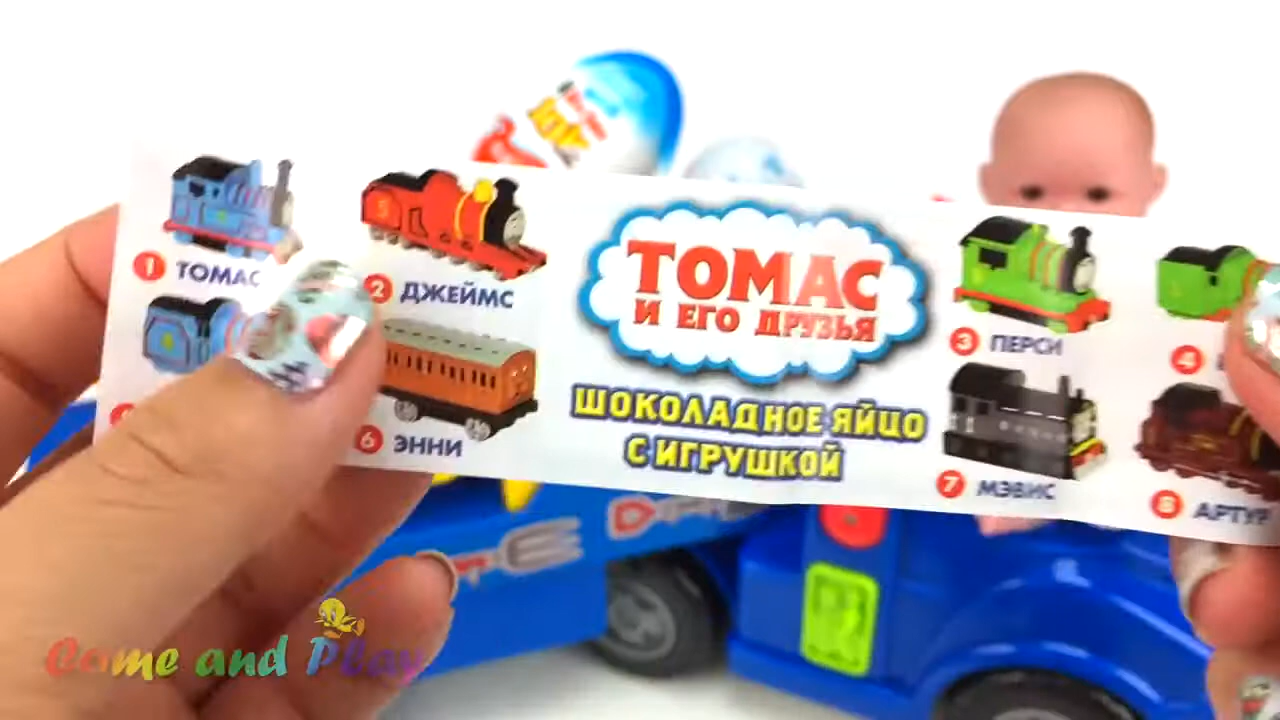 1 ТОМАС
2 ДЖЕЙМС
6 ЭННИ
ТОМАС
И ЕГО ДРУЗЬЯ
ШОКОЛАДНОЕ ЯЙЦО
С ИГРУШКОЙ
3 ПЕРСИ
4
7 МЭВИС
8 АРТУР
Come and Play